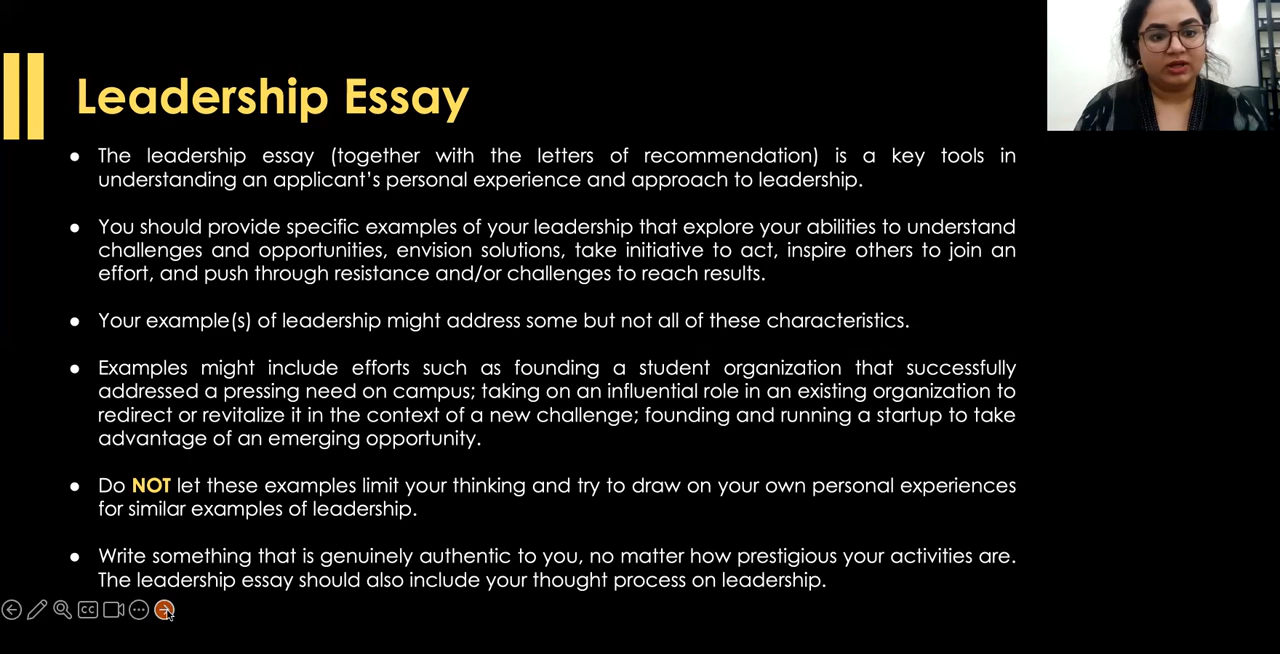 Leadership Essay
● The leadership essay (together with the letters of recommendation) is a key tools in
understanding an applicant's personal experience and approach to leadership.
● You should provide specific examples of your leadership that explore your abilities to understand
challenges and opportunities, envision solutions, take initiative to act, inspire others to join an
effort, and push through resistance and/or challenges to reach results.
● Your example(s) of leadership might address some but not all of these characteristics.
● Examples might include efforts such as founding a student organization that successfully
addressed a pressing need on campus; taking on an influential role in an existing organization to
redirect or revitalize it in the context of a new challenge; founding and running a startup to take
advantage of an emerging opportunity.
● Do NOT let these examples limit your thinking and try to draw on your own personal experiences
for similar examples of leadership.
● Write something that is genuinely authentic to you, no matter how prestigious your activities are.
The leadership essay should also include your thought process on leadership.
CC